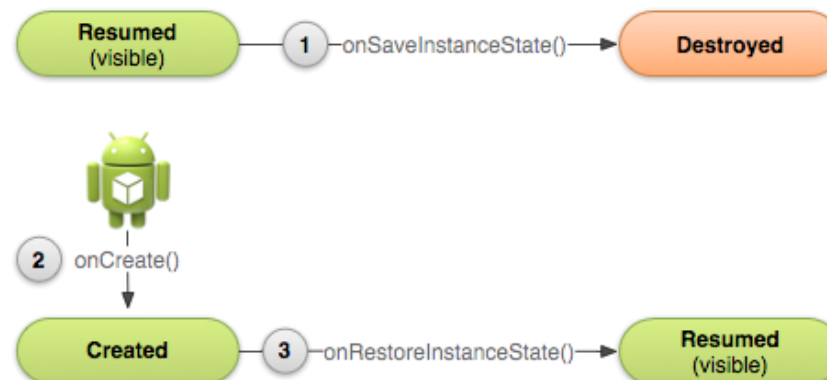 Resumed
(visible)
1
onSaveInstanceState()
Destroyed
2
onCreate()
Created
3
onRestoreInstanceState()
Resumed
(visible)